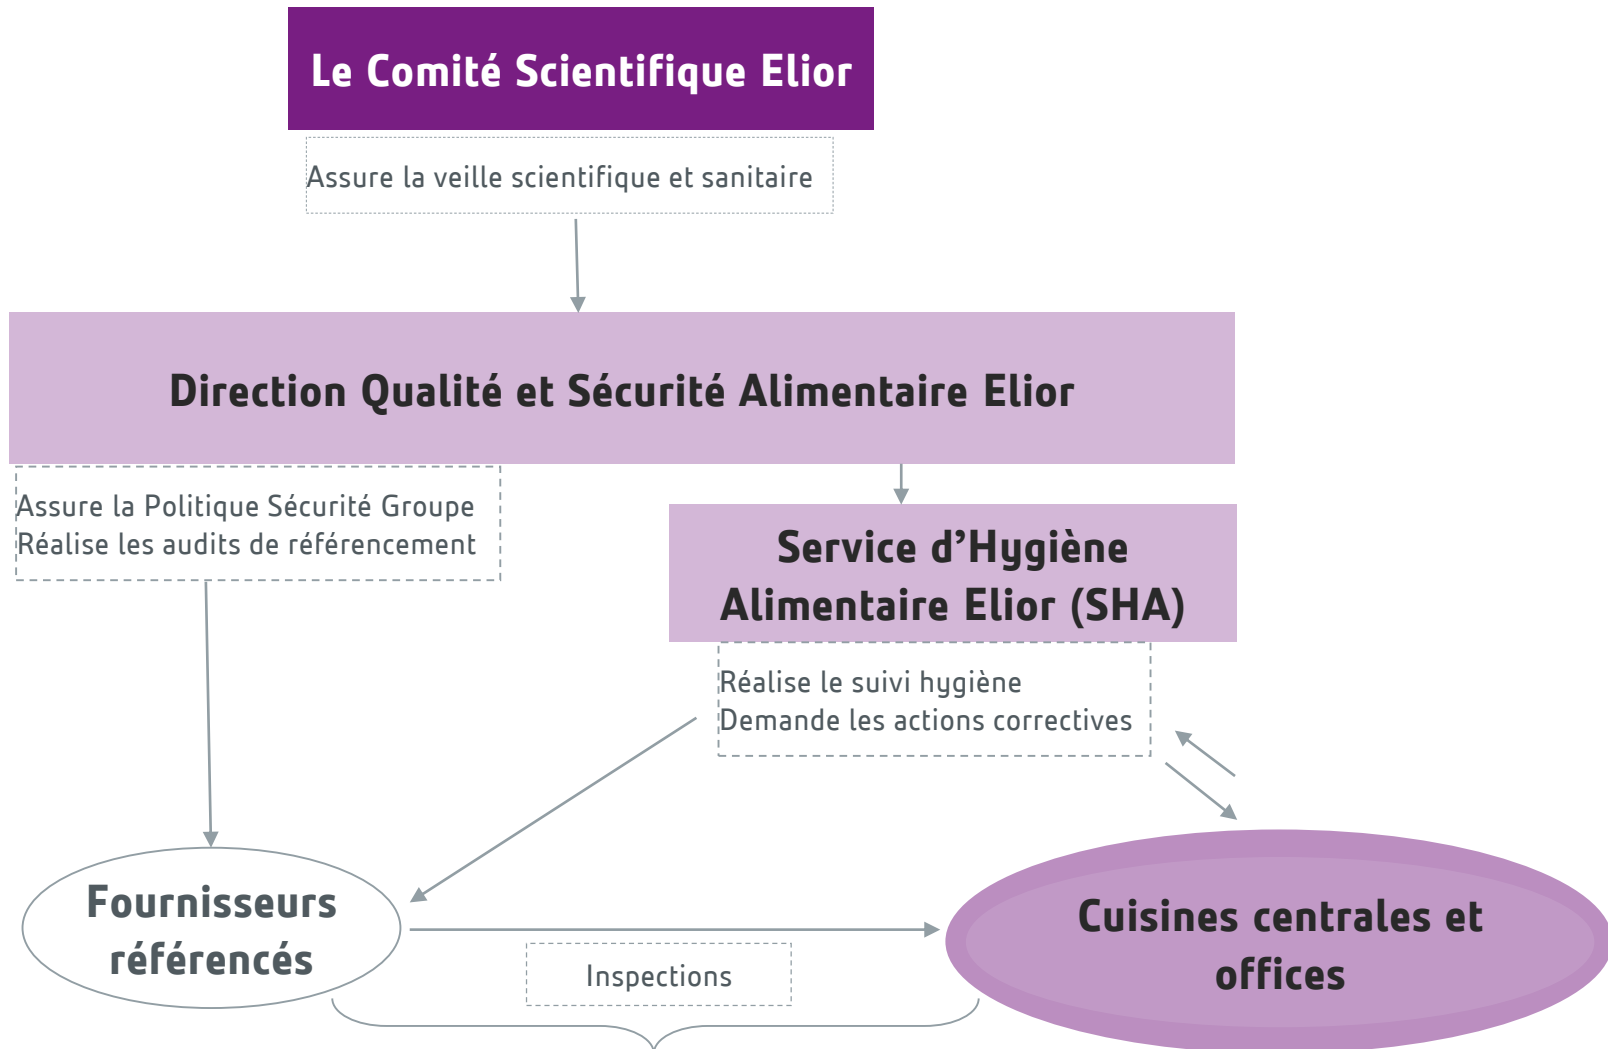 Le Comité Scientifique Elior
Assure la veille scientifique et sanitaire
Direction Qualité et Sécurité Alimentaire Elior
Assure la Politique Sécurité Groupe
Réalise les audits de référencement
Service d’Hygiène
Alimentaire Elior (SHA)
Réalise le suivi hygiène
Demande les actions correctives
Fournisseurs
référencés
Inspections
Cuisines centrales et
offices